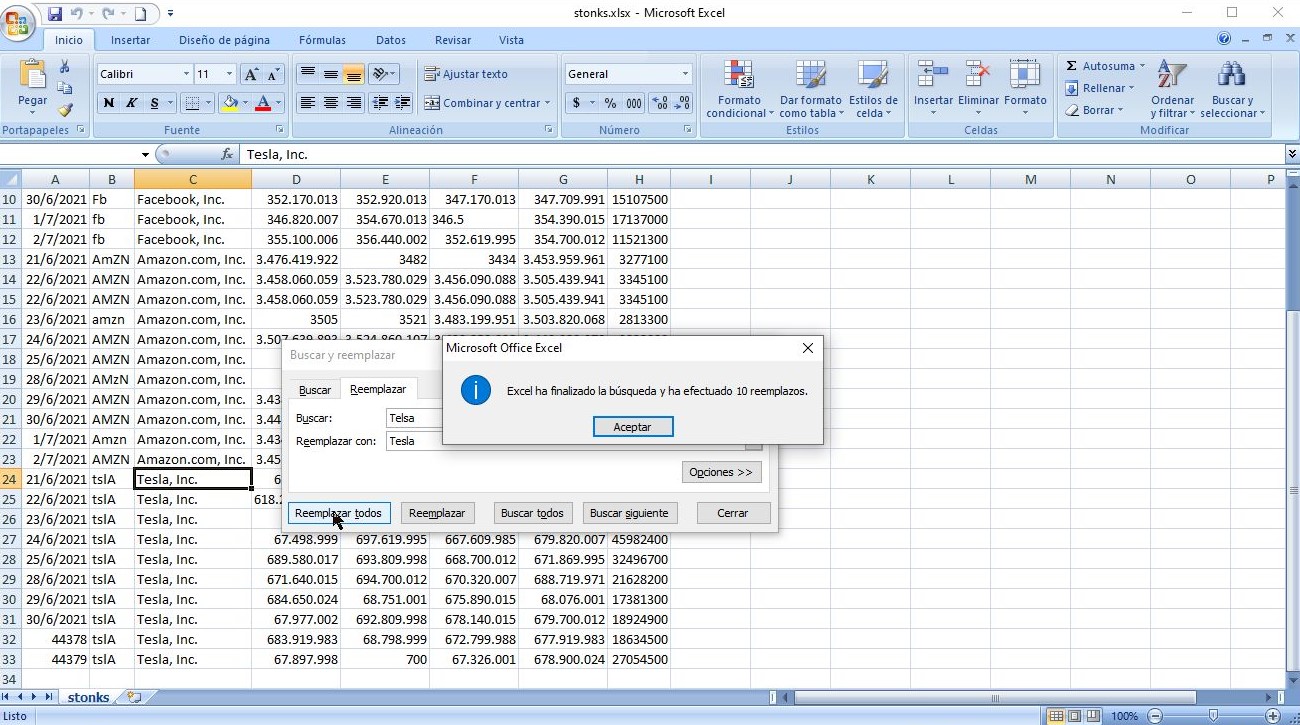 stonks.xlsx - Microsoft Excel
Inicio Insertar Diseño de página Fórmulas Datos Revisar Vista
Pegar
Portapapeles
Calibri 11
N K S
Fuente
Ajustar texto
Combinar y centrar
Alineación
General
$ % 000
Número
Formato condicional
Dar formato como tabla
Estilos de celda
Estilos
Insertar Eliminar Formato
Celdas
Autosuma
Rellenar
Borrar
Ordenar y filtrar
Buscar y seleccionar
Modificar
fx Tesla, Inc.
A B C D E F G H I J K L M N O P
10 30/6/2021 Fb Facebook, Inc. 352.170.013 352.920.013 347.170.013 347.709.991 15107500
11 1/7/2021 fb Facebook, Inc. 346.820.007 354.670.013 346.5 354.390.015 17137000
12 2/7/2021 fb Facebook, Inc. 355.100.006 356.440.002 352.619.995 354.700.012 11521300
13 21/6/2021 AmZN Amazon.com, Inc. 3.476.419.922 3482 3434 3.453.959.961 3277100
14 22/6/2021 AMZN Amazon.com, Inc. 3.458.060.059 3.523.780.029 3.456.090.088 3.505.439.941 3345100
15 22/6/2021 AMZN Amazon.com, Inc. 3.458.060.059 3.523.780.029 3.456.090.088 3.505.439.941 3345100
16 23/6/2021 amzn Amazon.com, Inc. 3505 3521 3.483.199.951 3.503.820.068 2813300
17 24/6/2021 AMZN Amazon.com, Inc. 3.507.639.893 3.524.860.107
18 25/6/2021 AMZN Amazon.com, Inc.
19 28/6/2021 AMzN Amazon.com, Inc.
20 29/6/2021 AMZN Amazon.com, Inc. 3.43
21 30/6/2021 AMZN Amazon.com, Inc. 3.44
22 1/7/2021 Amzn Amazon.com, Inc. 3.43
23 2/7/2021 AMZN Amazon.com, Inc. 3.45
24 21/6/2021 tslA Tesla, Inc. 6
25 22/6/2021 tslA Tesla, Inc. 618.2
26 23/6/2021 tslA Tesla, Inc.
27 24/6/2021 tslA Tesla, Inc. 67.498.999 697.619.995 667.609.985 679.820.007 45982400
28 25/6/2021 tslA Tesla, Inc. 689.580.017 693.809.998 668.700.012 671.869.995 32496700
29 28/6/2021 tslA Tesla, Inc. 671.640.015 694.700.012 670.320.007 688.719.971 21628200
30 29/6/2021 tslA Tesla, Inc. 684.650.024 68.751.001 675.890.015 68.076.001 17381300
31 30/6/2021 tslA Tesla, Inc. 67.977.002 692.809.998 678.140.015 679.700.012 18924900
32 44378 tslA Tesla, Inc. 683.919.983 68.798.999 672.799.988 677.919.983 18634500
33 44379 tslA Tesla, Inc. 67.897.998 700 67.326.001 678.900.024 27054500
34
Buscar y reemplazar
Buscar Reemplazar
Buscar: Telsa
Reemplazar con: Tesla
Opciones >>
Reemplazar todos Reemplazar Buscar todos Buscar siguiente Cerrar
Microsoft Office Excel
Excel ha finalizado la búsqueda y ha efectuado 10 reemplazos.
Aceptar
stonks
Listo 100%